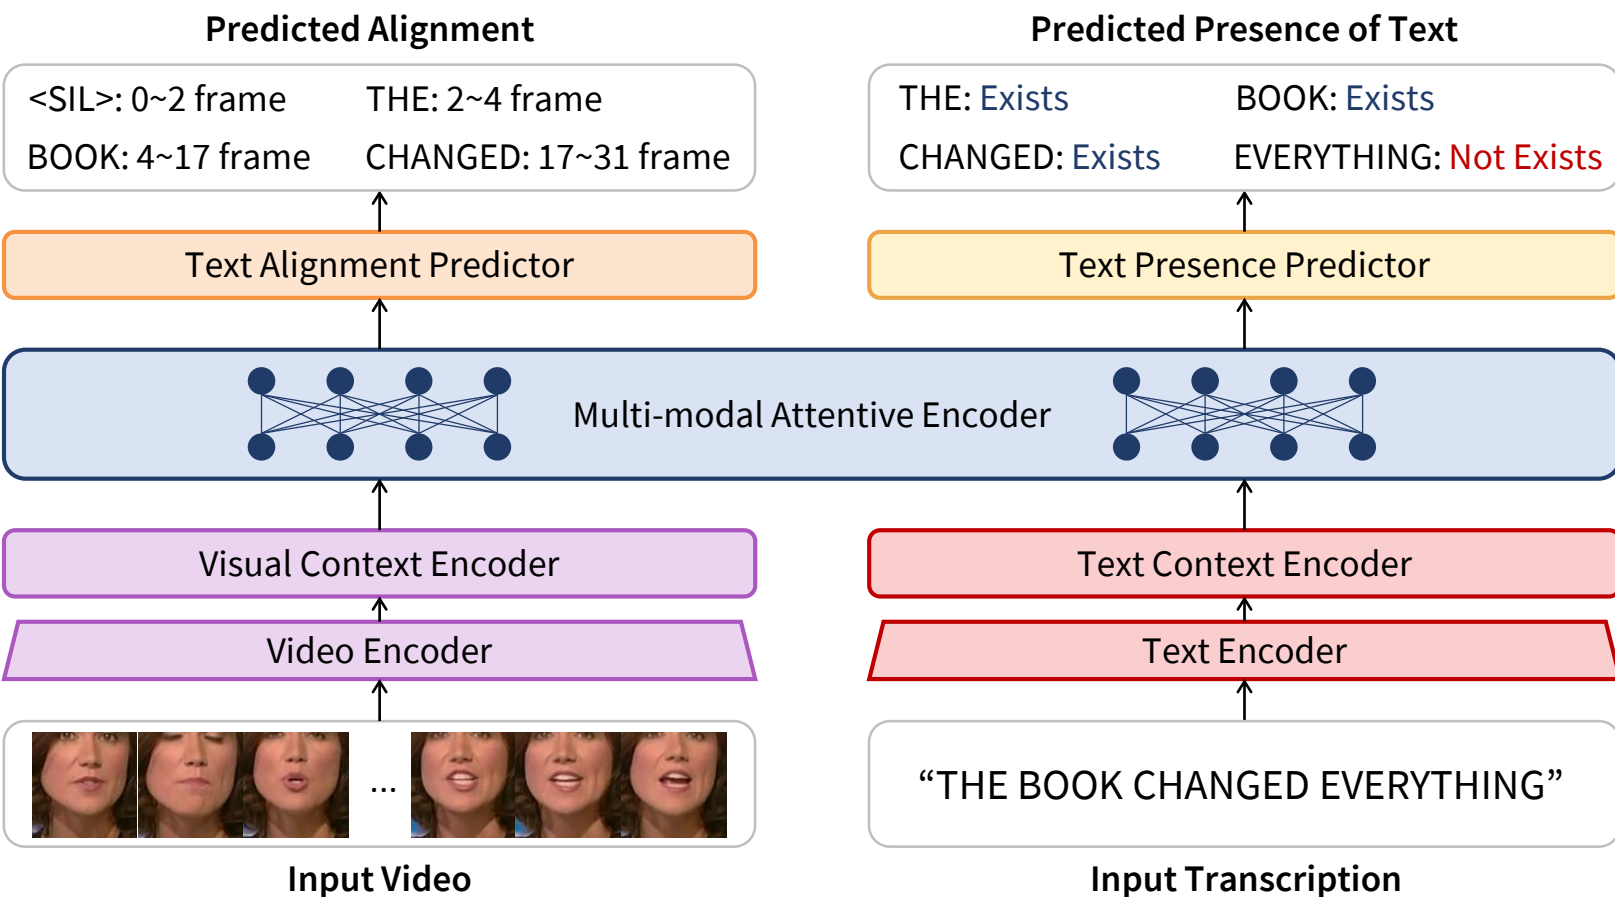 Predicted Alignment
Predicted Presence of Text
<SIL>: 0~2 frame
THE: 2~4 frame
BOOK: 4~17 frame
CHANGED: 17~31 frame
THE: Exists
BOOK: Exists
CHANGED: Exists
EVERYTHING: Not Exists
Text Alignment Predictor
Text Presence Predictor
Multi-modal Attentive Encoder
Visual Context Encoder
Text Context Encoder
Video Encoder
Text Encoder
...
“THE BOOK CHANGED EVERYTHING”
Input Video
Input Transcription